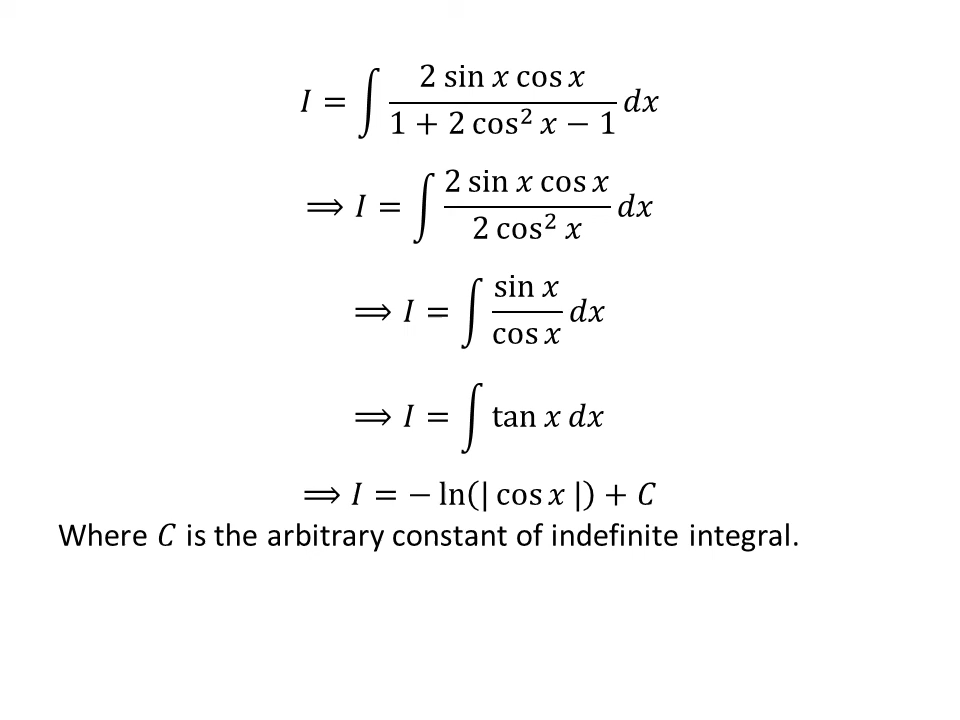 I = ∫ (2 sin x cos x)/(1 + 2 cos² x − 1) dx
⟹ I = ∫ (2 sin x cos x)/(2 cos² x) dx
⟹ I = ∫ (sin x)/(cos x) dx
⟹ I = ∫ tan x dx
⟹ I = − ln(| cos x |) + C
Where C is the arbitrary constant of indefinite integral.